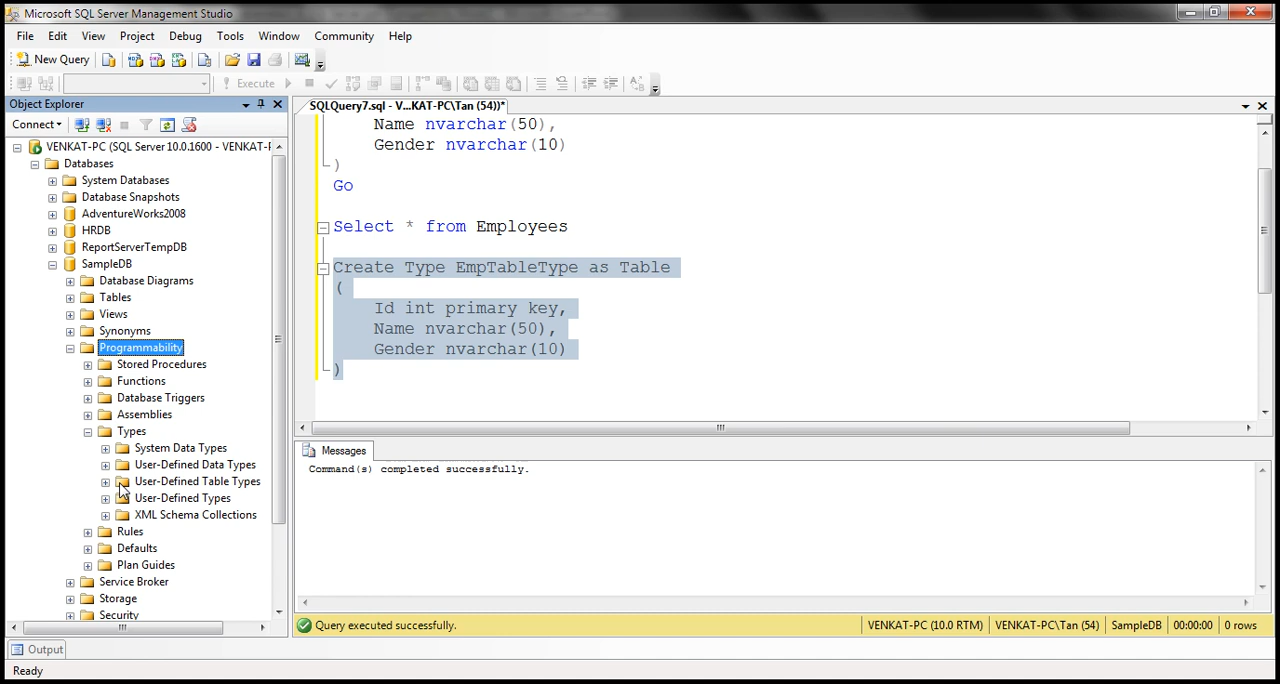 Microsoft SQL Server Management Studio
File Edit View Project Debug Tools Window Community Help
New Query
Execute
Object Explorer
SQLQuery7.sql - V...KAT-PC\Tan (54))*
Connect
VENKAT-PC (SQL Server 10.0.1600 - VENKAT-
Databases
System Databases
Database Snapshots
AdventureWorks2008
HRDB
ReportServerTempDB
SampleDB
Database Diagrams
Tables
Views
Synonyms
Programmability
Stored Procedures
Functions
Database Triggers
Assemblies
Types
System Data Types
User-Defined Data Types
User-Defined Table Types
User-Defined Types
XML Schema Collections
Rules
Defaults
Plan Guides
Service Broker
Storage
Security
Name nvarchar(50),
Gender nvarchar(10)
)
Go
Select * from Employees
Create Type EmpTableType as Table
(
Id int primary key,
Name nvarchar(50),
Gender nvarchar(10)
)
Messages
Command(s) completed successfully.
Query executed successfully.
VENKAT-PC (10.0 RTM) VENKAT-PC\Tan (54) SampleDB 00:00:00 0 rows
Output
Ready